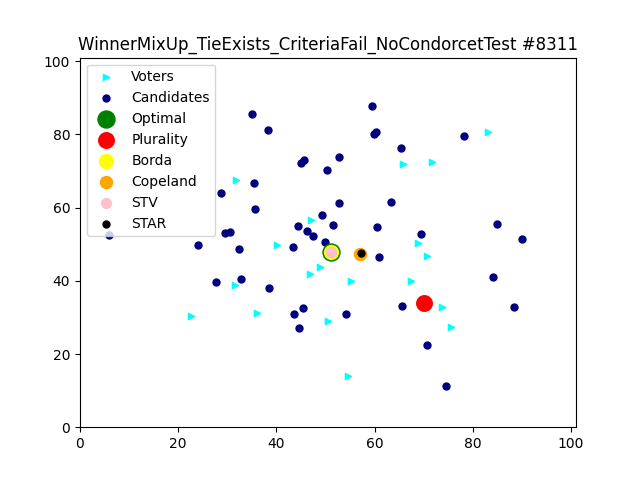 WinnerMixUp_TieExists_CriteriaFail_NoCondorcetTest #8311
100
80
60
40
20
0
Voters
Candidates
Optimal
Plurality
Borda
Copeland
STV
STAR
0 20 40 60 80 100